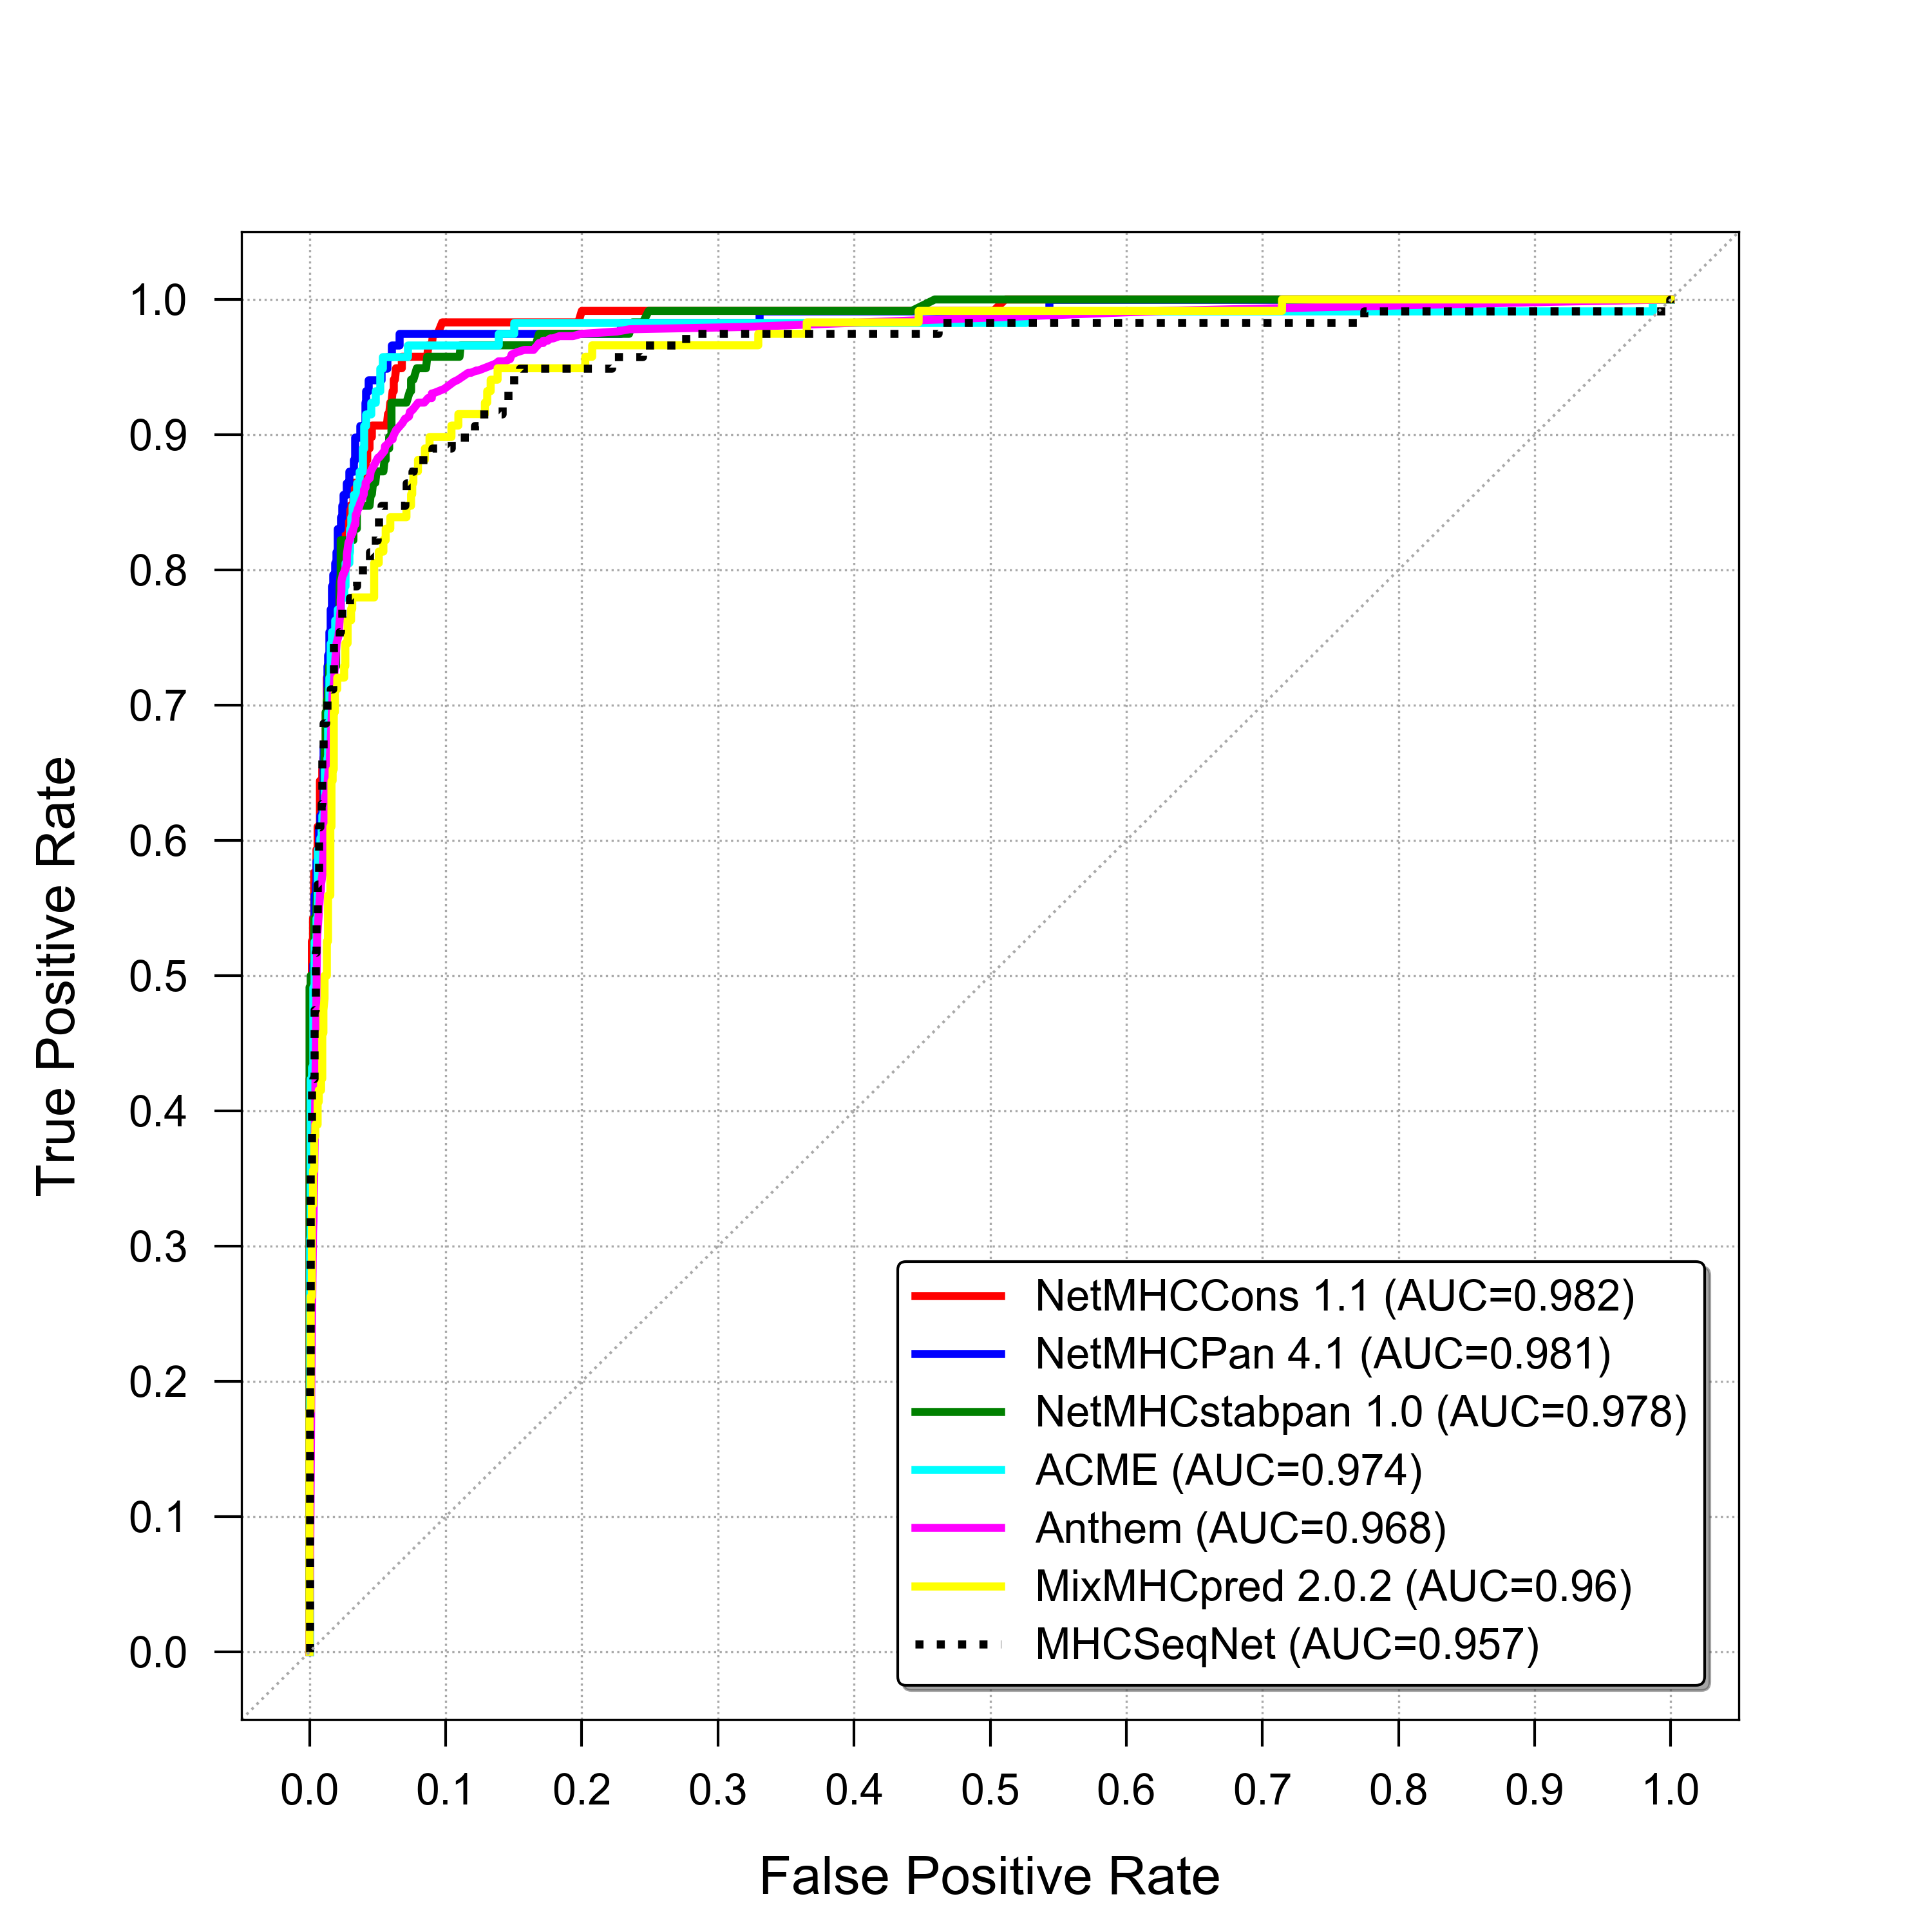 True Positive Rate
1.0
0.9
0.8
0.7
0.6
0.5
0.4
0.3
0.2
0.1
0.0
NetMHCCons 1.1 (AUC=0.982)
NetMHCPan 4.1 (AUC=0.981)
NetMHCstabpan 1.0 (AUC=0.978)
ACME (AUC=0.974)
Anthem (AUC=0.968)
MixMHCpred 2.0.2 (AUC=0.96)
MHCSeqNet (AUC=0.957)
0.0 0.1 0.2 0.3 0.4 0.5 0.6 0.7 0.8 0.9 1.0
False Positive Rate